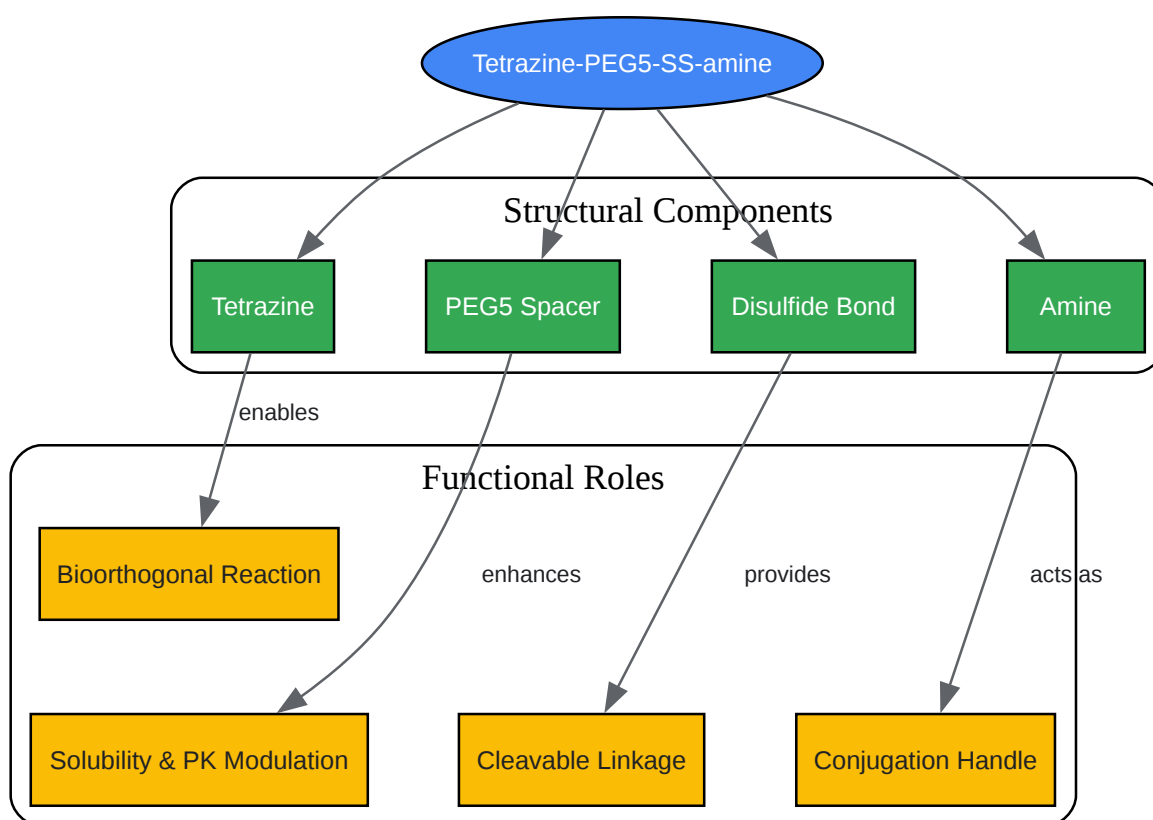 Tetrazine-PEG5-SS-amine
Structural Components
Tetrazine
PEG5 Spacer
Disulfide Bond
Amine
enables
Functional Roles
Bioorthogonal Reaction
enhances
provides
acts as
Solubility & PK Modulation
Cleavable Linkage
Conjugation Handle